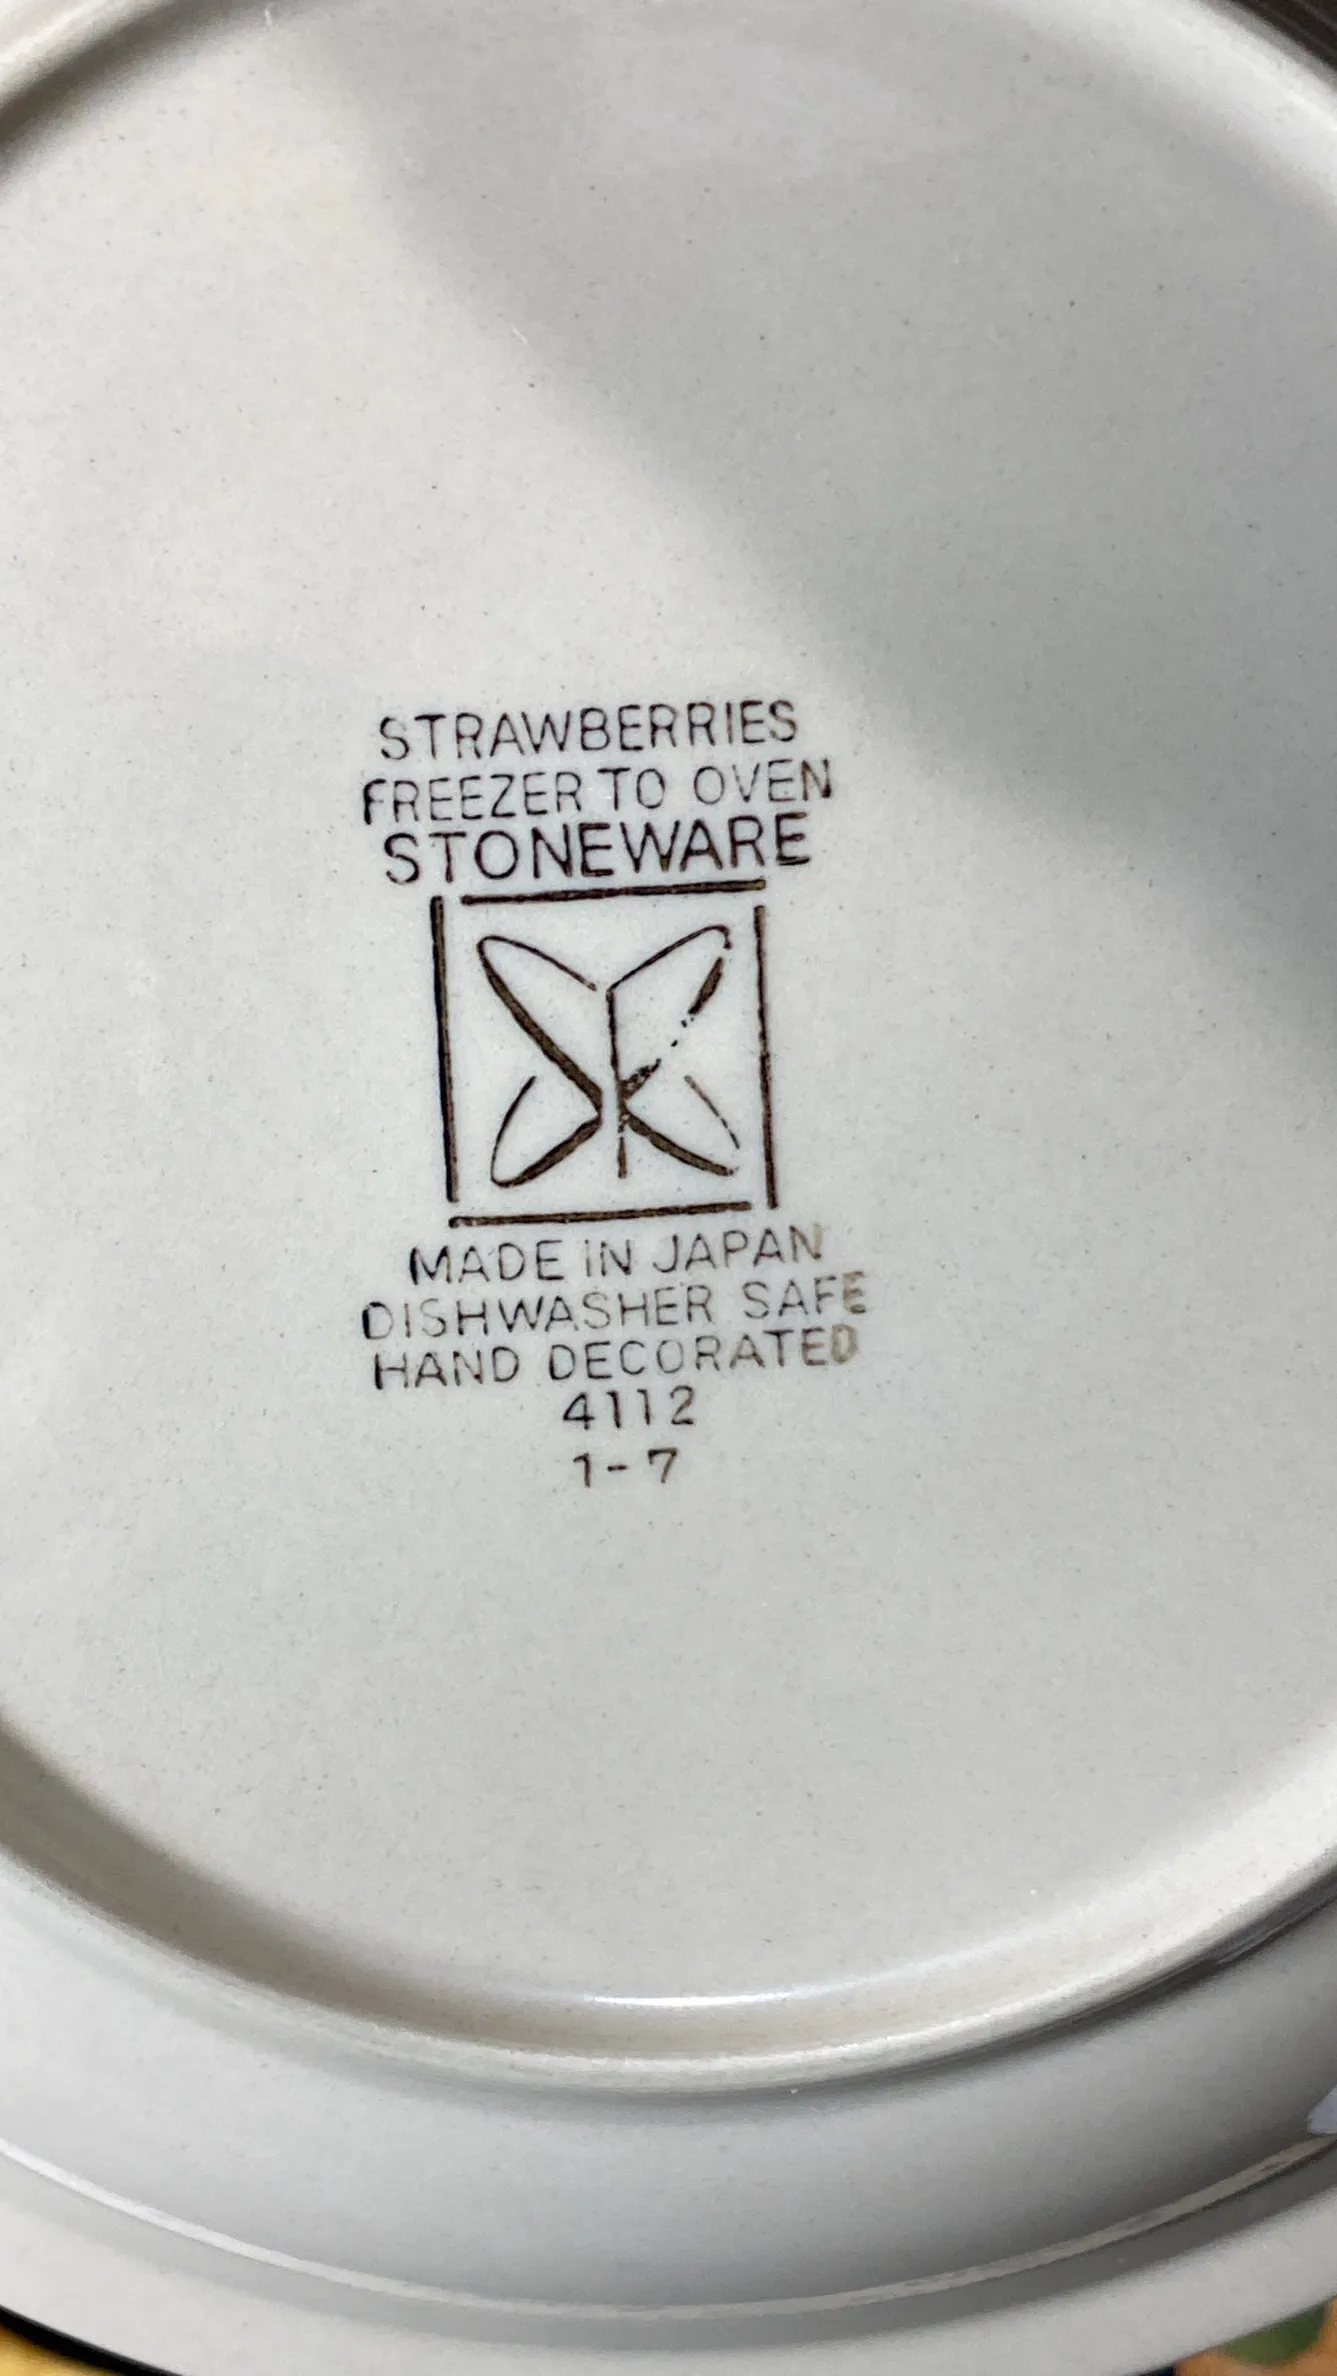 STRAWBERRIES
FREEZER TO OVEN
STONEWARE
MADE IN JAPAN
DISHWASHER SAFE
HAND DECORATED
4112
1-7